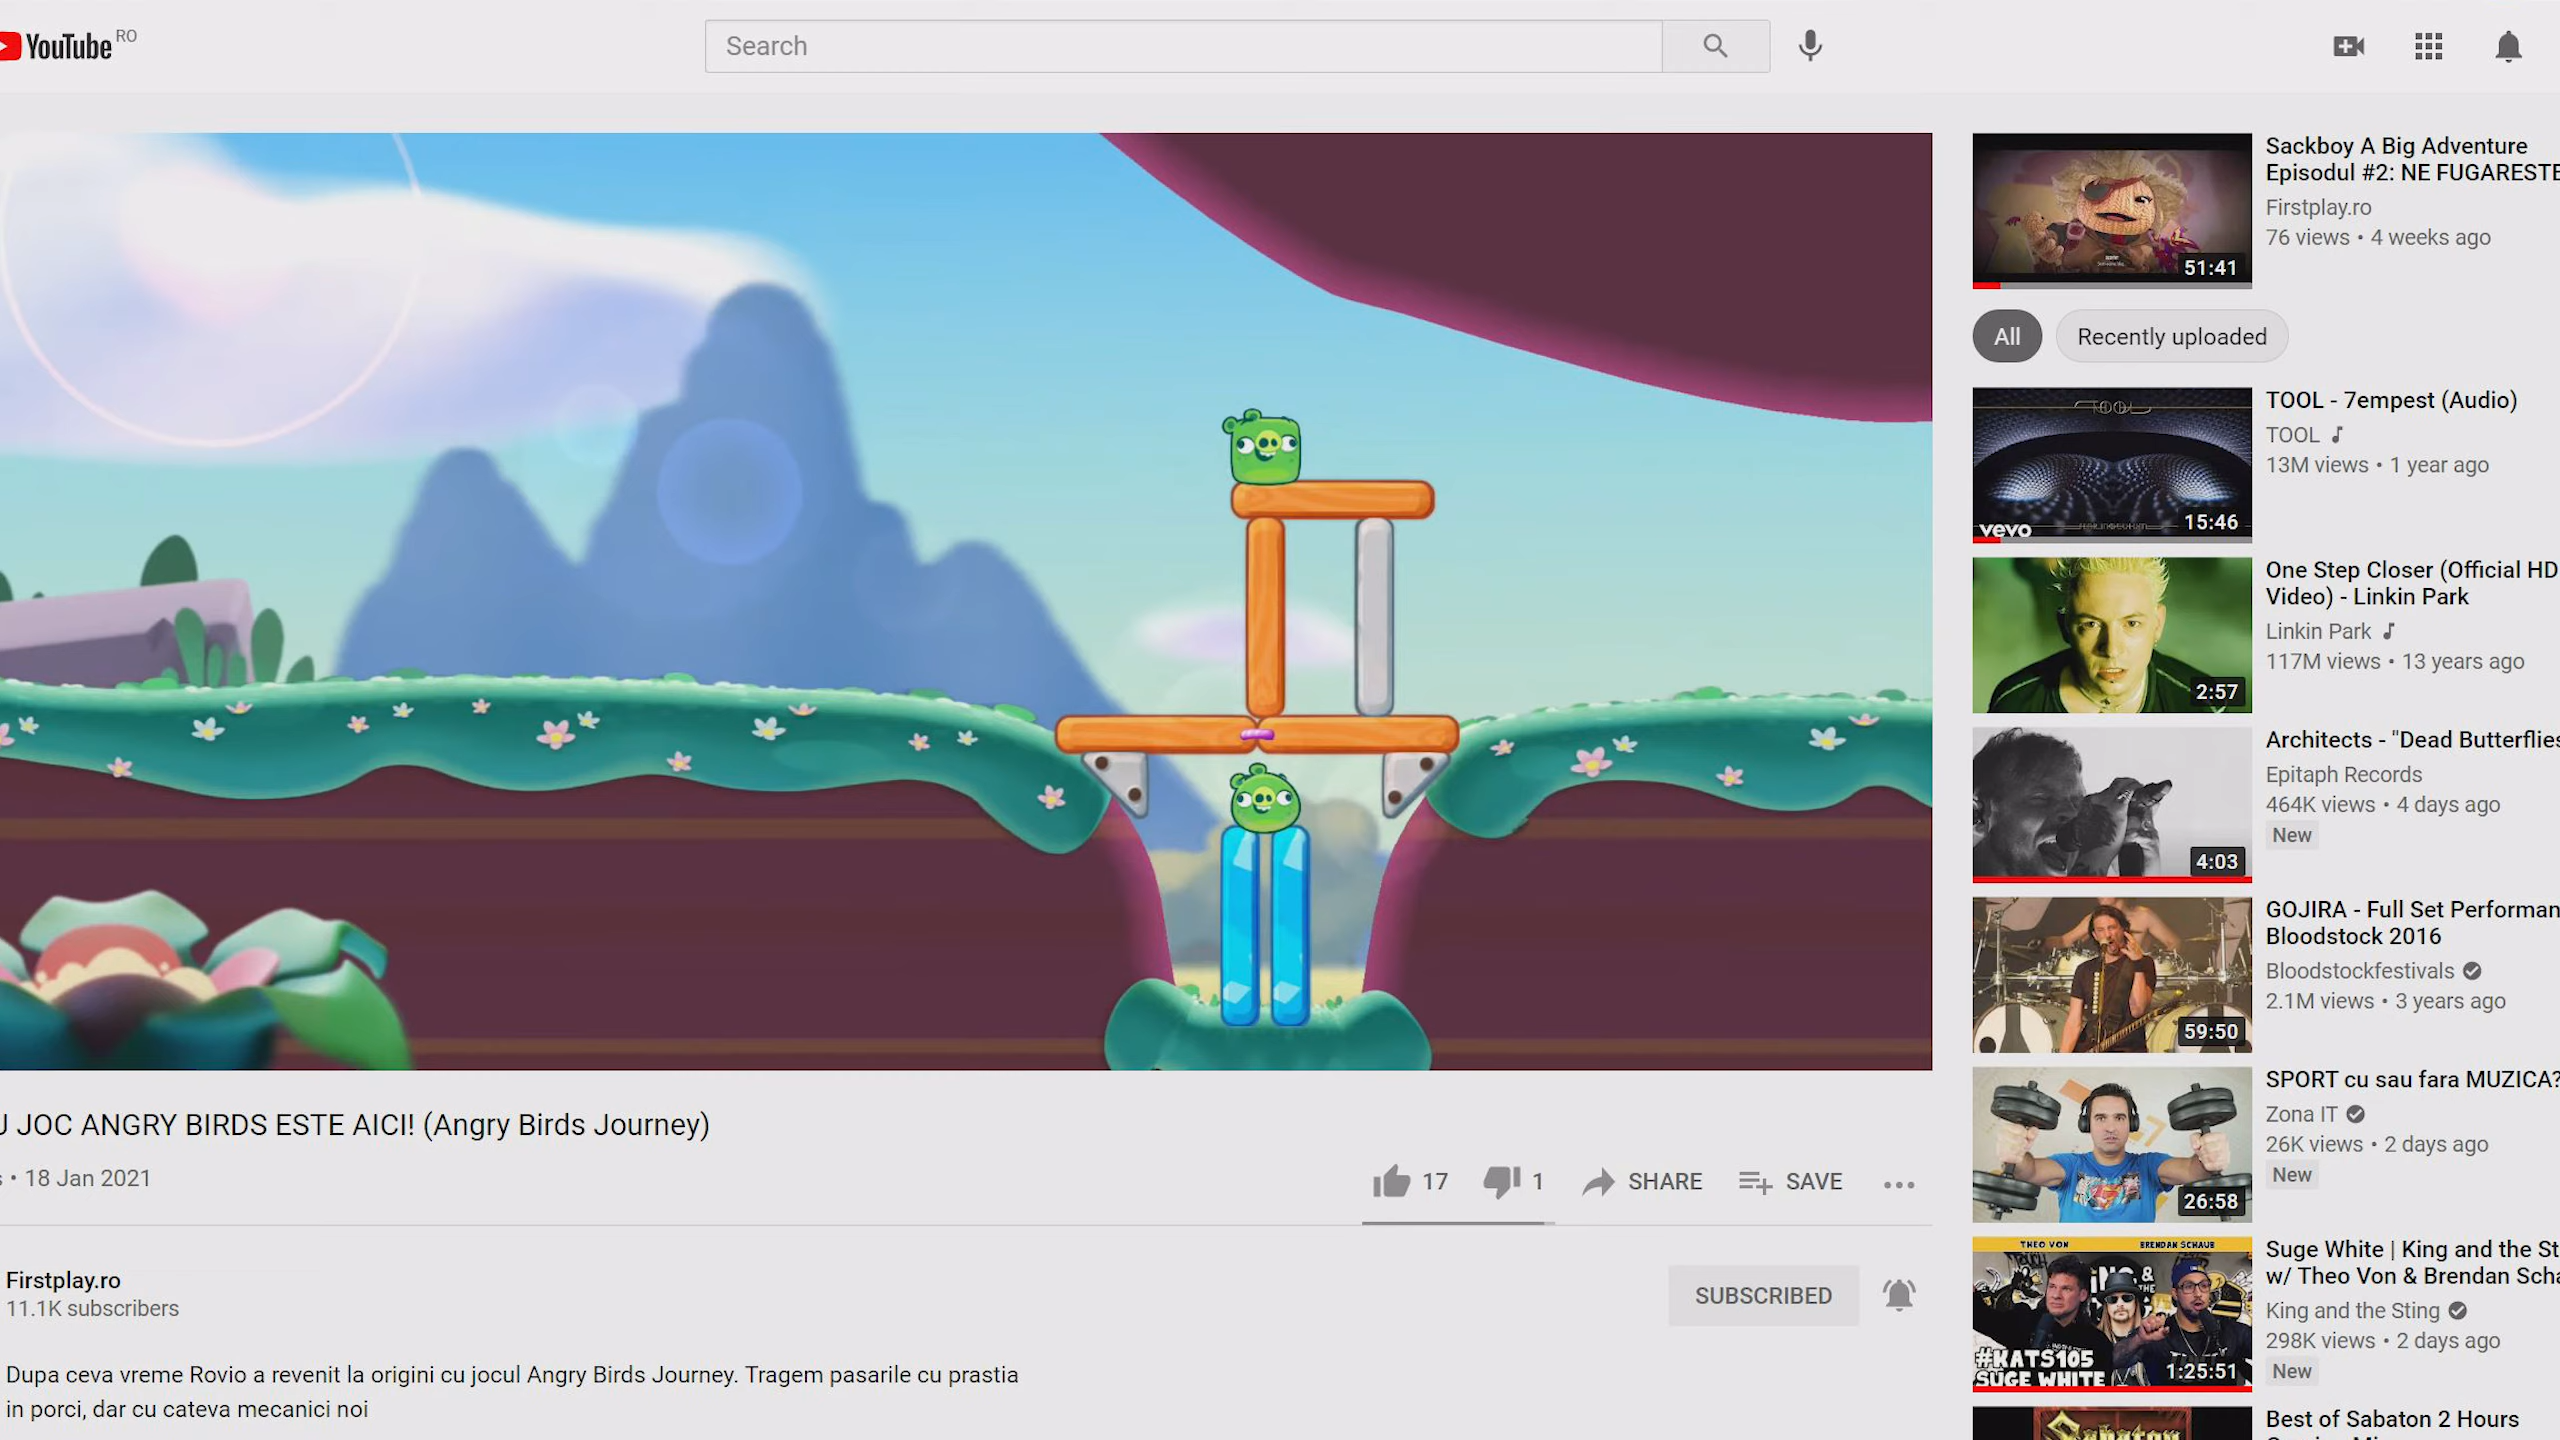 YouTube RO
Search
Sackboy A Big Adventure
Episodul #2: NE FUGARESTE
Firstplay.ro
76 views • 4 weeks ago
51:41
All
Recently uploaded
TOOL
vevo
15:46
TOOL - 7empest (Audio)
TOOL
13M views • 1 year ago
2:57
One Step Closer (Official HD
Video) - Linkin Park
Linkin Park
117M views • 13 years ago
4:03
Architects - "Dead Butterflies
Epitaph Records
464K views • 4 days ago
New
59:50
GOJIRA - Full Set Performan
Bloodstock 2016
Bloodstockfestivals
2.1M views • 3 years ago
26:58
SPORT cu sau fara MUZICA?
Zona IT
26K views • 2 days ago
New
THEO VON BRENDAN SCHAUB
KING & THE
#KATS105
SUGE WHITE
1:25:51
Suge White | King and the St
w/ Theo Von & Brendan Scha
King and the Sting
298K views • 2 days ago
New
Sabaton
Best of Sabaton 2 Hours
JOC ANGRY BIRDS ESTE AICI! (Angry Birds Journey)
• 18 Jan 2021
17
1
SHARE
SAVE
Firstplay.ro
11.1K subscribers
SUBSCRIBED
Dupa ceva vreme Rovio a revenit la origini cu jocul Angry Birds Journey. Tragem pasarile cu prastia
in porci, dar cu cateva mecanici noi